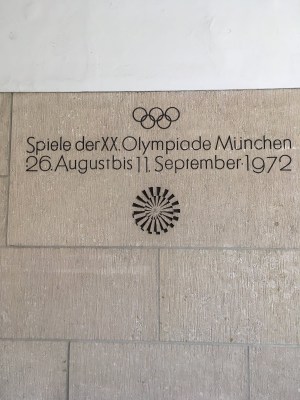 Spiele der XX. Olympiade München
26. August bis 11. September 1972